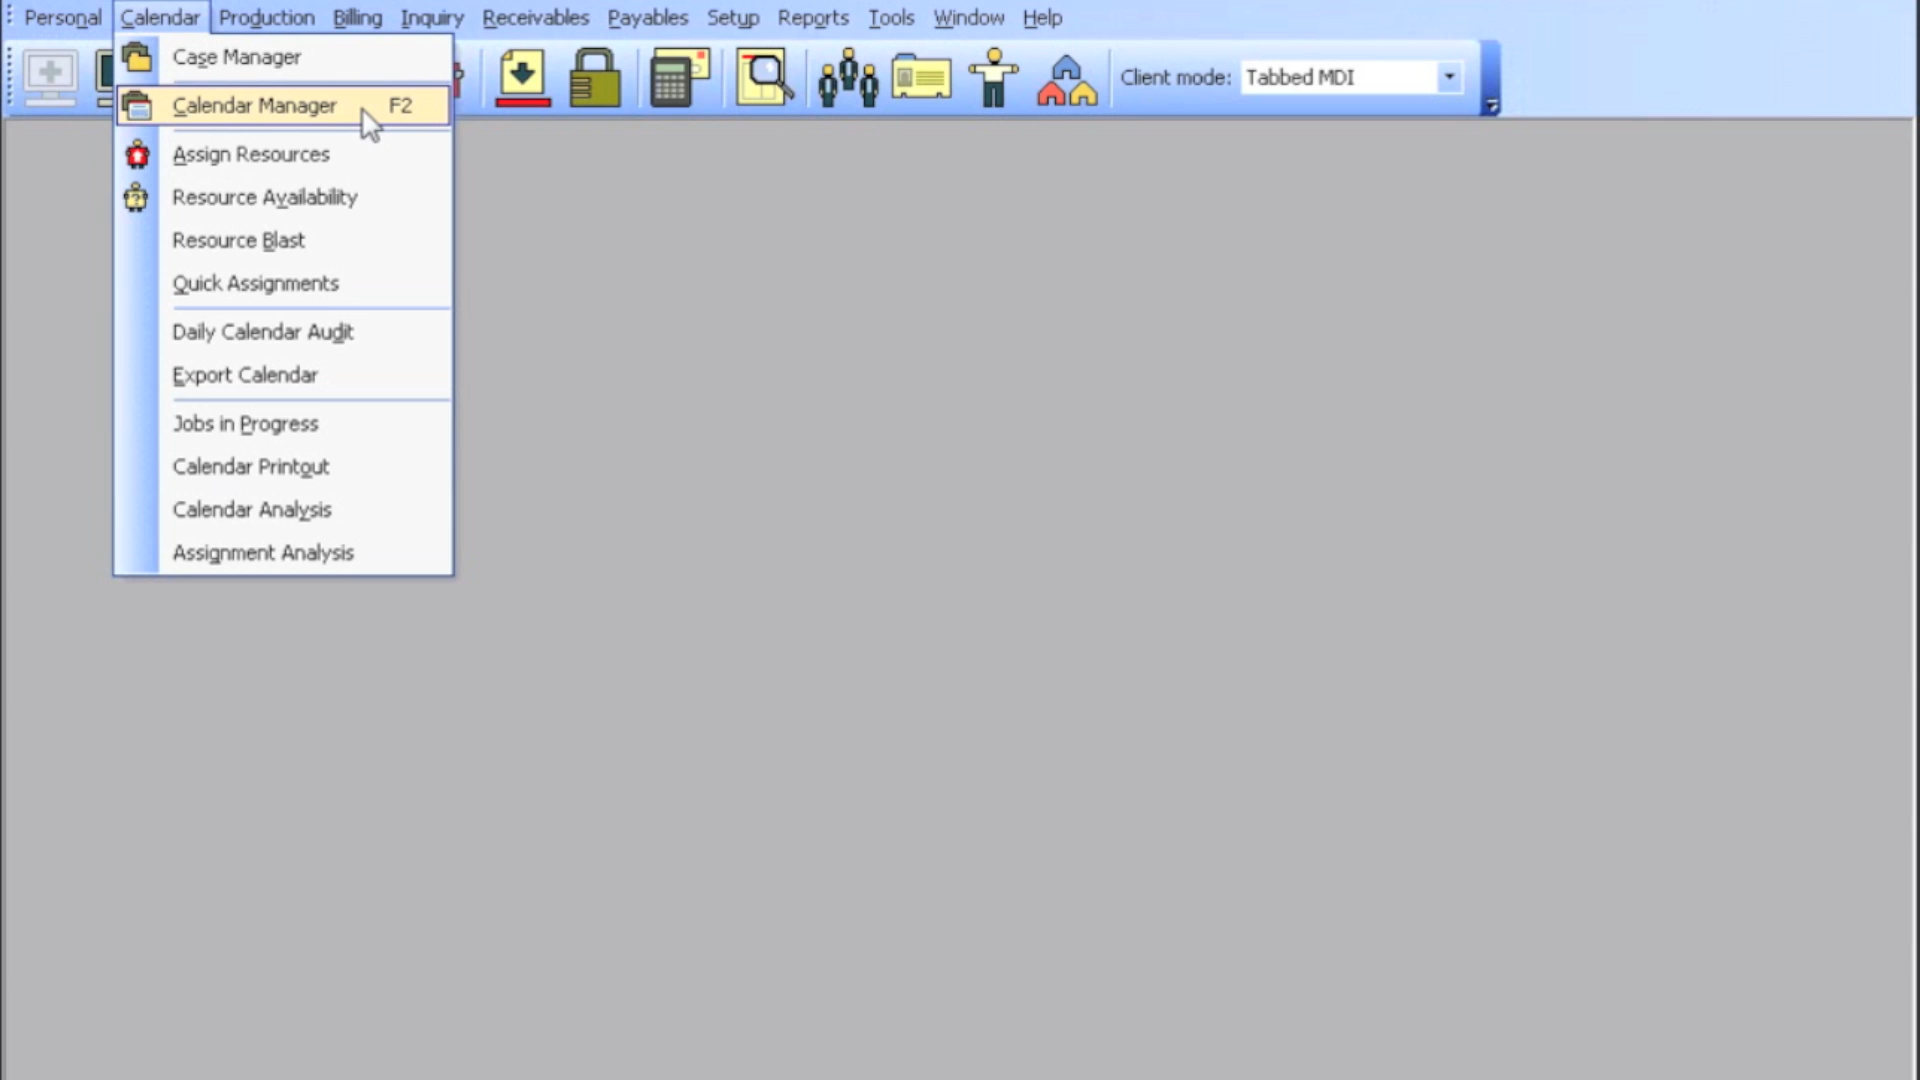 Personal Calendar Production Billing Inquiry Receivables Payables Setup Reports Tools Window Help
Client mode: Tabbed MDI
Case Manager
Calendar Manager F2
Assign Resources
Resource Availability
Resource Blast
Quick Assignments
Daily Calendar Audit
Export Calendar
Jobs in Progress
Calendar Printout
Calendar Analysis
Assignment Analysis